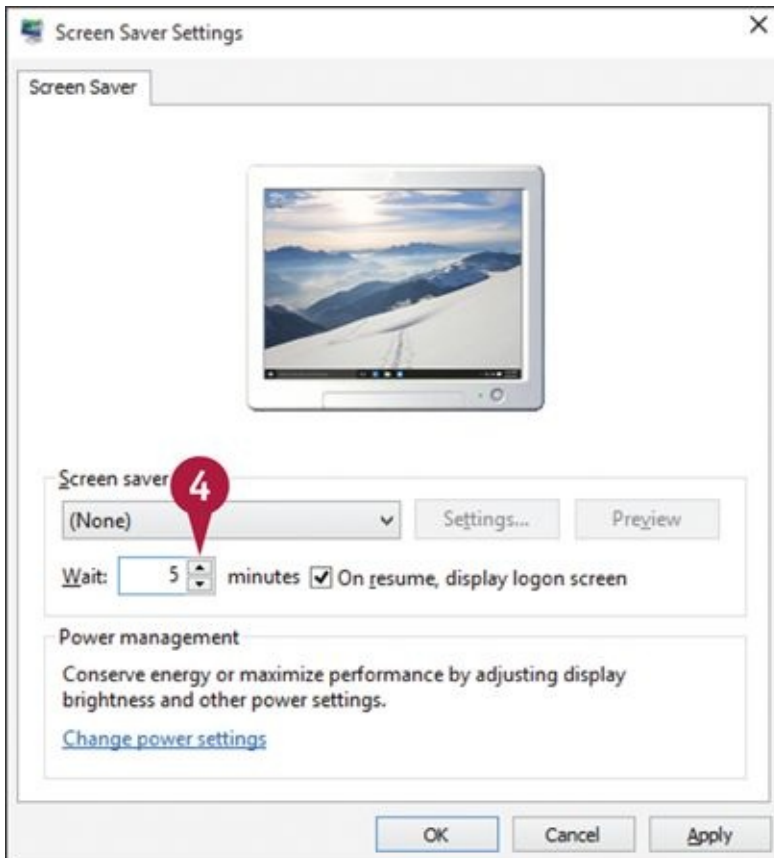 Screen Saver Settings
Screen Saver
Screen saver
4
(None)
Settings...
Preview
Wait: 5 minutes On resume, display logon screen
Power management
Conserve energy or maximize performance by adjusting display
brightness and other power settings.
Change power settings
OK Cancel Apply